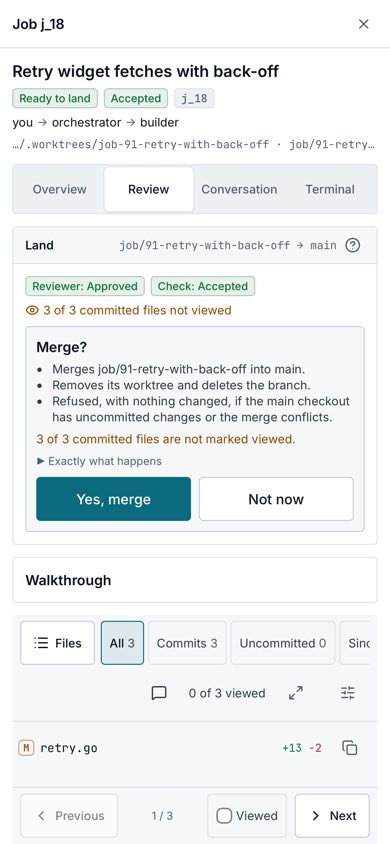 Job j_18
Retry widget fetches with back-off
Ready to land Accepted j_18
you → orchestrator → builder
…/.worktrees/job-91-retry-with-back-off · job/91-retry…
Overview Review Conversation Terminal
Land job/91-retry-with-back-off → main ?
Reviewer: Approved Check: Accepted
3 of 3 committed files not viewed
Merge?
• Merges job/91-retry-with-back-off into main.
• Removes its worktree and deletes the branch.
• Refused, with nothing changed, if the main checkout
has uncommitted changes or the merge conflicts.
3 of 3 committed files are not marked viewed.
▶ Exactly what happens
Yes, merge Not now
Walkthrough
Files All 3 Commits 3 Uncommitted 0 Sinc
0 of 3 viewed
M retry.go +13 -2
Previous 1 / 3 Viewed Next